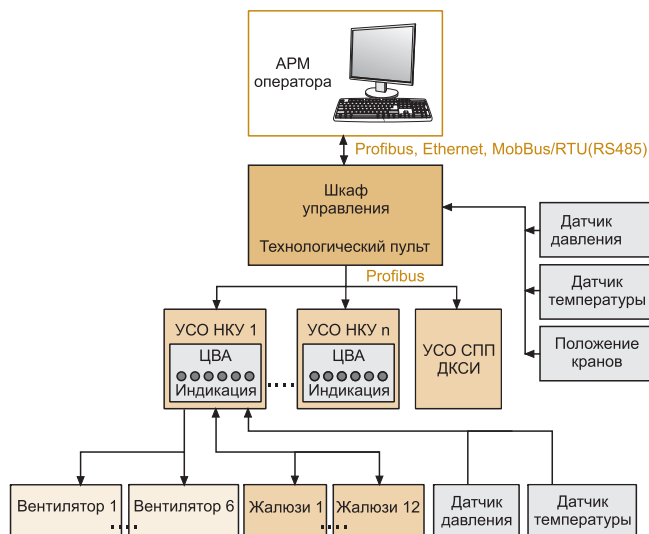 АРМ
оператора
Profibus, Ethernet, MobBus/RTU(RS485)
Шкаф
управления
Технологический пульт
Датчик
давления
Датчик
температуры
Положение
кранов
Profibus
УСО НКУ 1
ЦВА
Индикация
УСО НКУ n
ЦВА
Индикация
УСО СПП
ДКСИ
Вентилятор 1
Вентилятор 6
Жалюзи 1
Жалюзи 12
Датчик
давления
Датчик
температуры